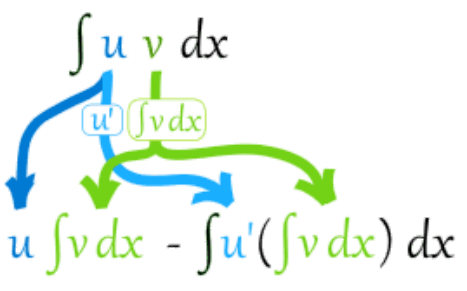 ∫ u v dx
u' ∫v dx
u ∫v dx - ∫u'(∫v dx) dx